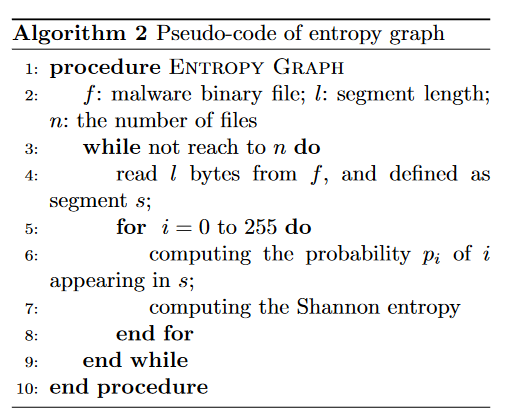 Algorithm 2 Pseudo-code of entropy graph
1: procedure ENTROPY GRAPH
2: f: malware binary file; l: segment length;
n: the number of files
3: while not reach to n do
4: read l bytes from f, and defined as
segment s;
5: for i = 0 to 255 do
6: computing the probability pᵢ of i
appearing in s;
7: computing the Shannon entropy
8: end for
9: end while
10: end procedure